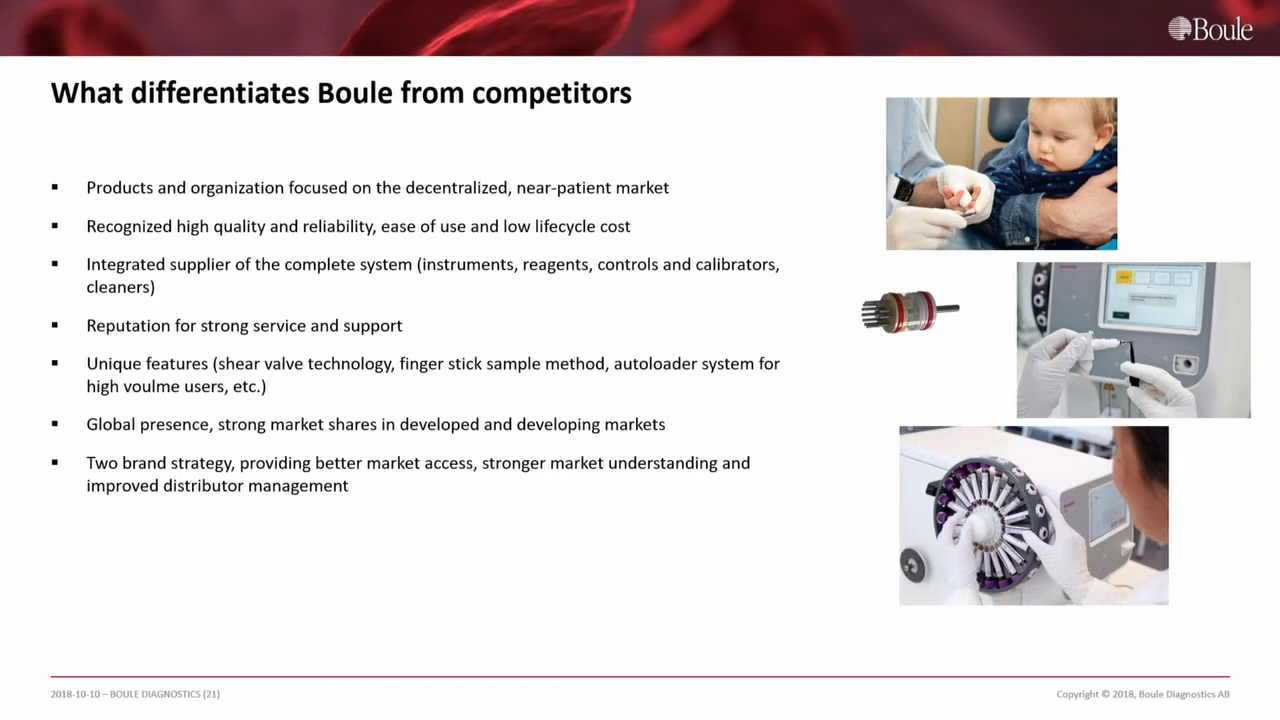 Boule
What differentiates Boule from competitors
▪ Products and organization focused on the decentralized, near-patient market
▪ Recognized high quality and reliability, ease of use and low lifecycle cost
▪ Integrated supplier of the complete system (instruments, reagents, controls and calibrators,
cleaners)
▪ Reputation for strong service and support
▪ Unique features (shear valve technology, finger stick sample method, autoloader system for
high voulme users, etc.)
▪ Global presence, strong market shares in developed and developing markets
▪ Two brand strategy, providing better market access, stronger market understanding and
improved distributor management
2018-10-10 – BOULE DIAGNOSTICS (21)
Copyright © 2018, Boule Diagnostics AB